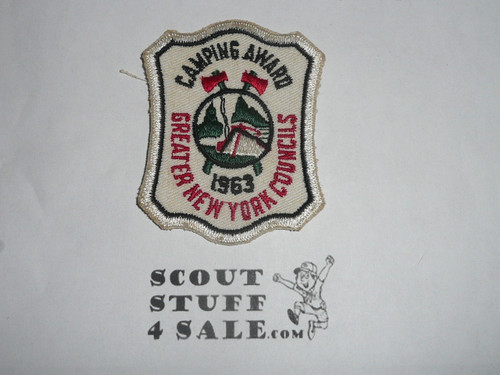 CAMPING AWARD
GREATER NEW YORK COUNCILS
1963
SCOUT
STUFF
4 SALE.COM